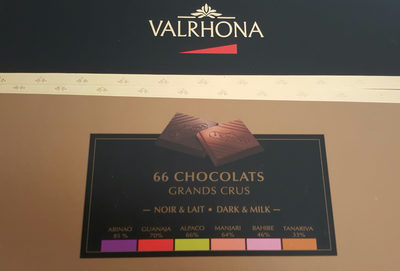 VALRHONA
66 CHOCOLATS
GRANDS CRUS
— NOIR & LAIT • DARK & MILK —
ABINAO GUANAJA ALPACO MANJARI BAHIBE TANARIVA
85 % 70% 66% 64% 46% 33%